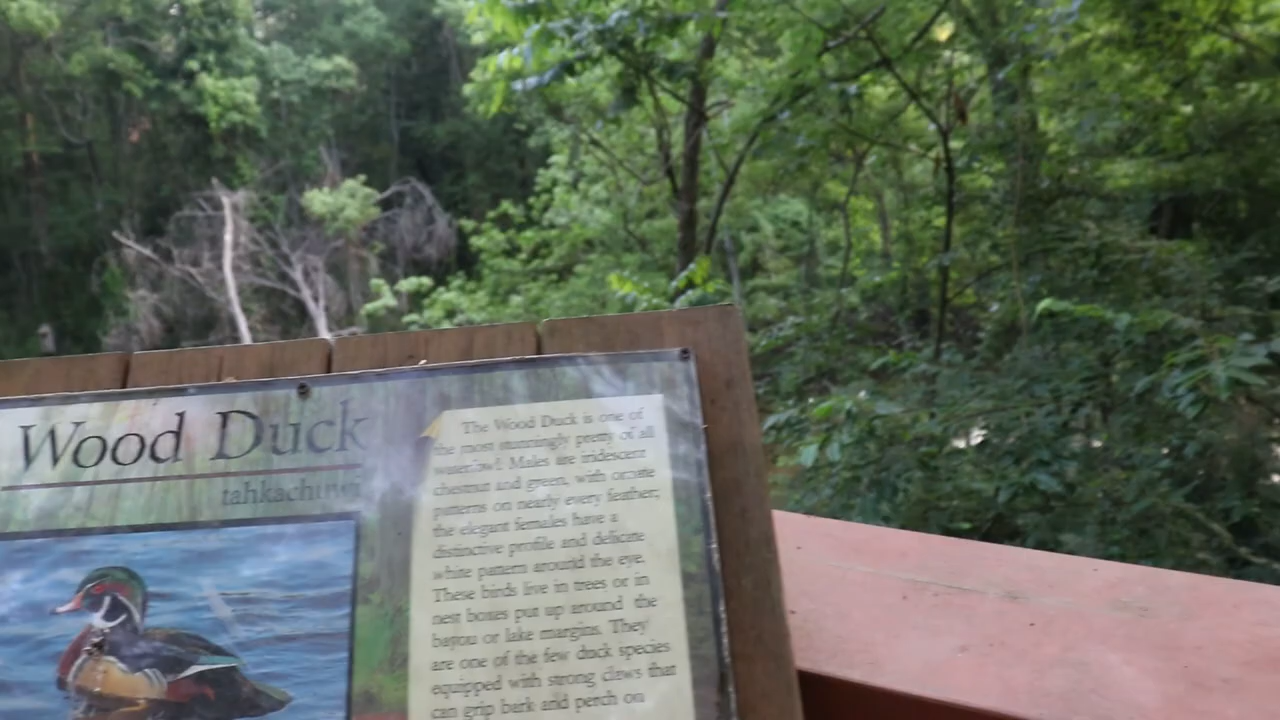 Wood Duck
The Wood Duck is one of
the most stunningly pretty of all
waterfowl. Males are iridescent
chestnut and green, with ornate
patterns on nearly every feather;
the elegant females have a
distinctive profile and delicate
white pattern around the eye.
These birds live in trees or in
nest boxes put up around the
bayou or lake margins. They
are one of the few duck species
equipped with strong claws that
can grip bark and perch on